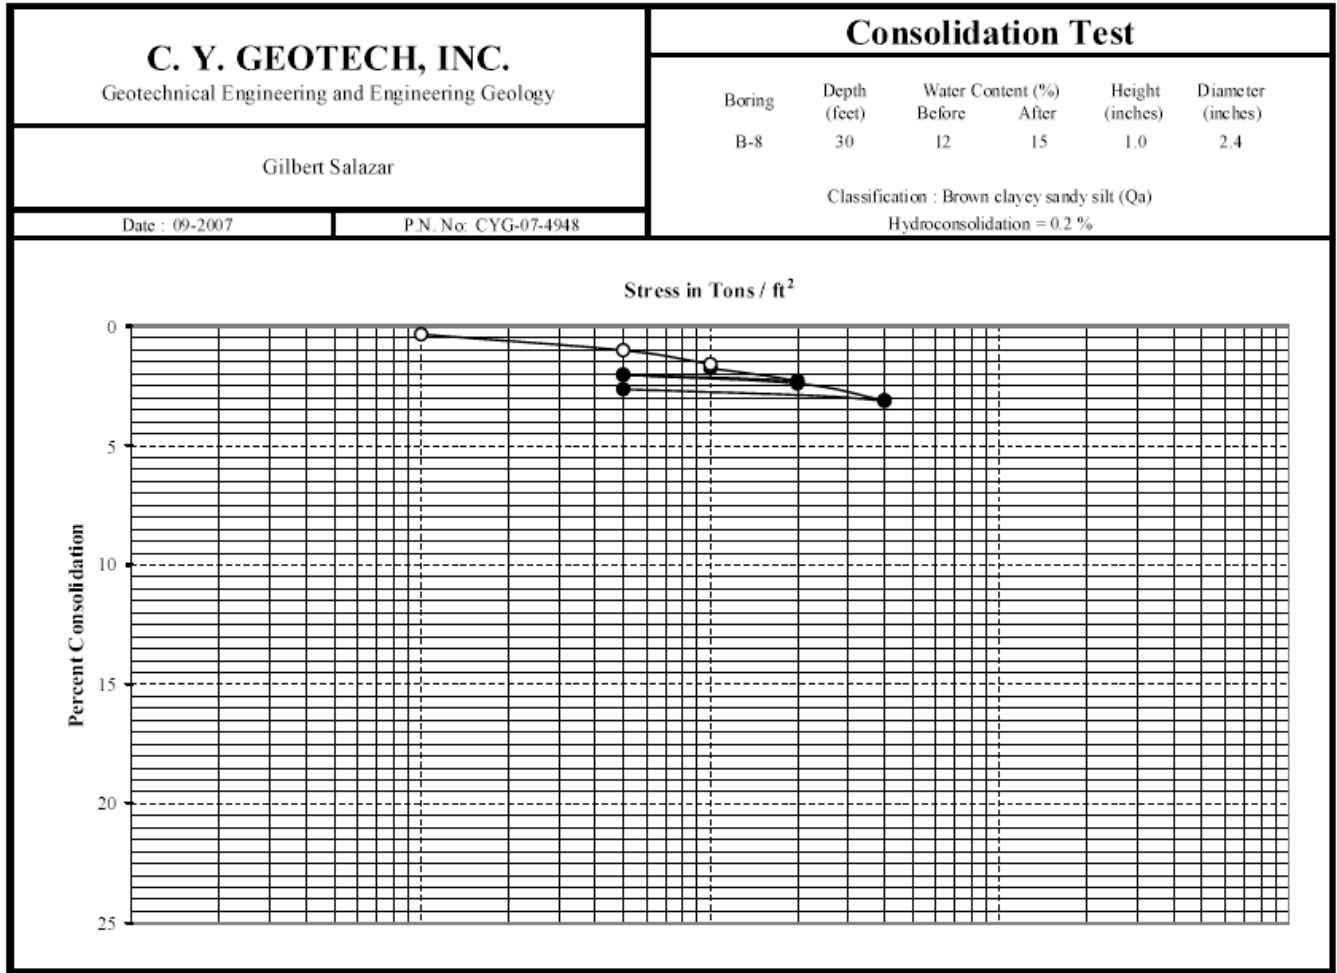 C. Y. GEOTECH, INC.
Geotechnical Engineering and Engineering Geology
Gilbert Salazar
Date : 09-2007
P.N. No: CYG-07-4948
Consolidation Test
Boring Depth (feet) Water Content (%) Before After Height (inches) Diameter (inches)
B-8 30 12 15 1.0 2.4
Classification : Brown clayey sandy silt (Qa)
Hydroconsolidation = 0.2 %
Stress in Tons / ft²
Percent Consolidation
0
5
10
15
20
25